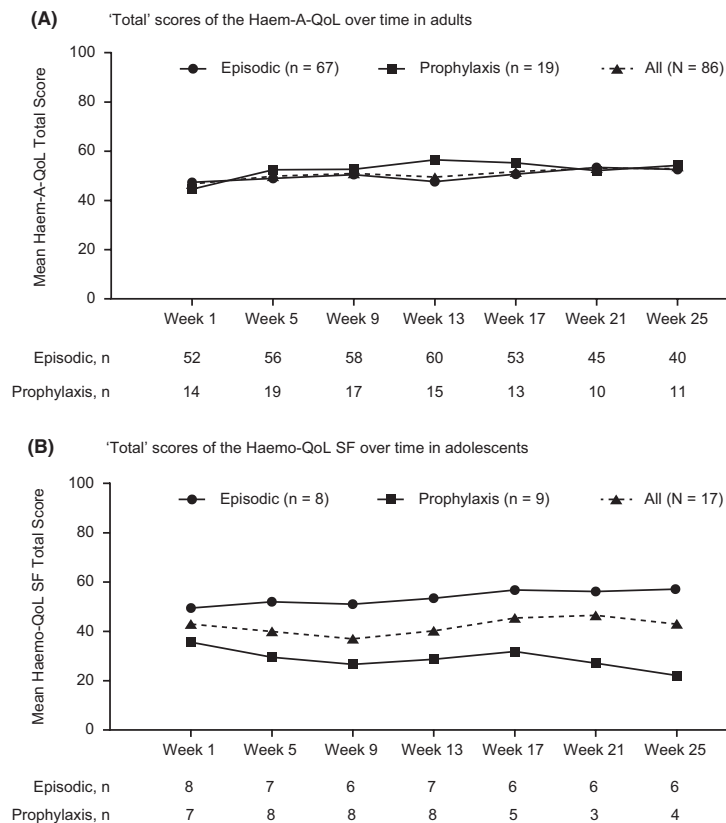 (A) 'Total' scores of the Haem-A-QoL over time in adults
Episodic (n = 67) Prophylaxis (n = 19) All (N = 86)
Mean Haem-A-QoL Total Score
100
80
60
40
20
0
Week 1 Week 5 Week 9 Week 13 Week 17 Week 21 Week 25
Episodic, n 52 56 58 60 53 45 40
Prophylaxis, n 14 19 17 15 13 10 11
(B) 'Total' scores of the Haemo-QoL SF over time in adolescents
Episodic (n = 8) Prophylaxis (n = 9) All (N = 17)
Mean Haemo-QoL SF Total Score
100
80
60
40
20
0
Week 1 Week 5 Week 9 Week 13 Week 17 Week 21 Week 25
Episodic, n 8 7 6 7 6 6 6
Prophylaxis, n 7 8 8 8 5 3 4